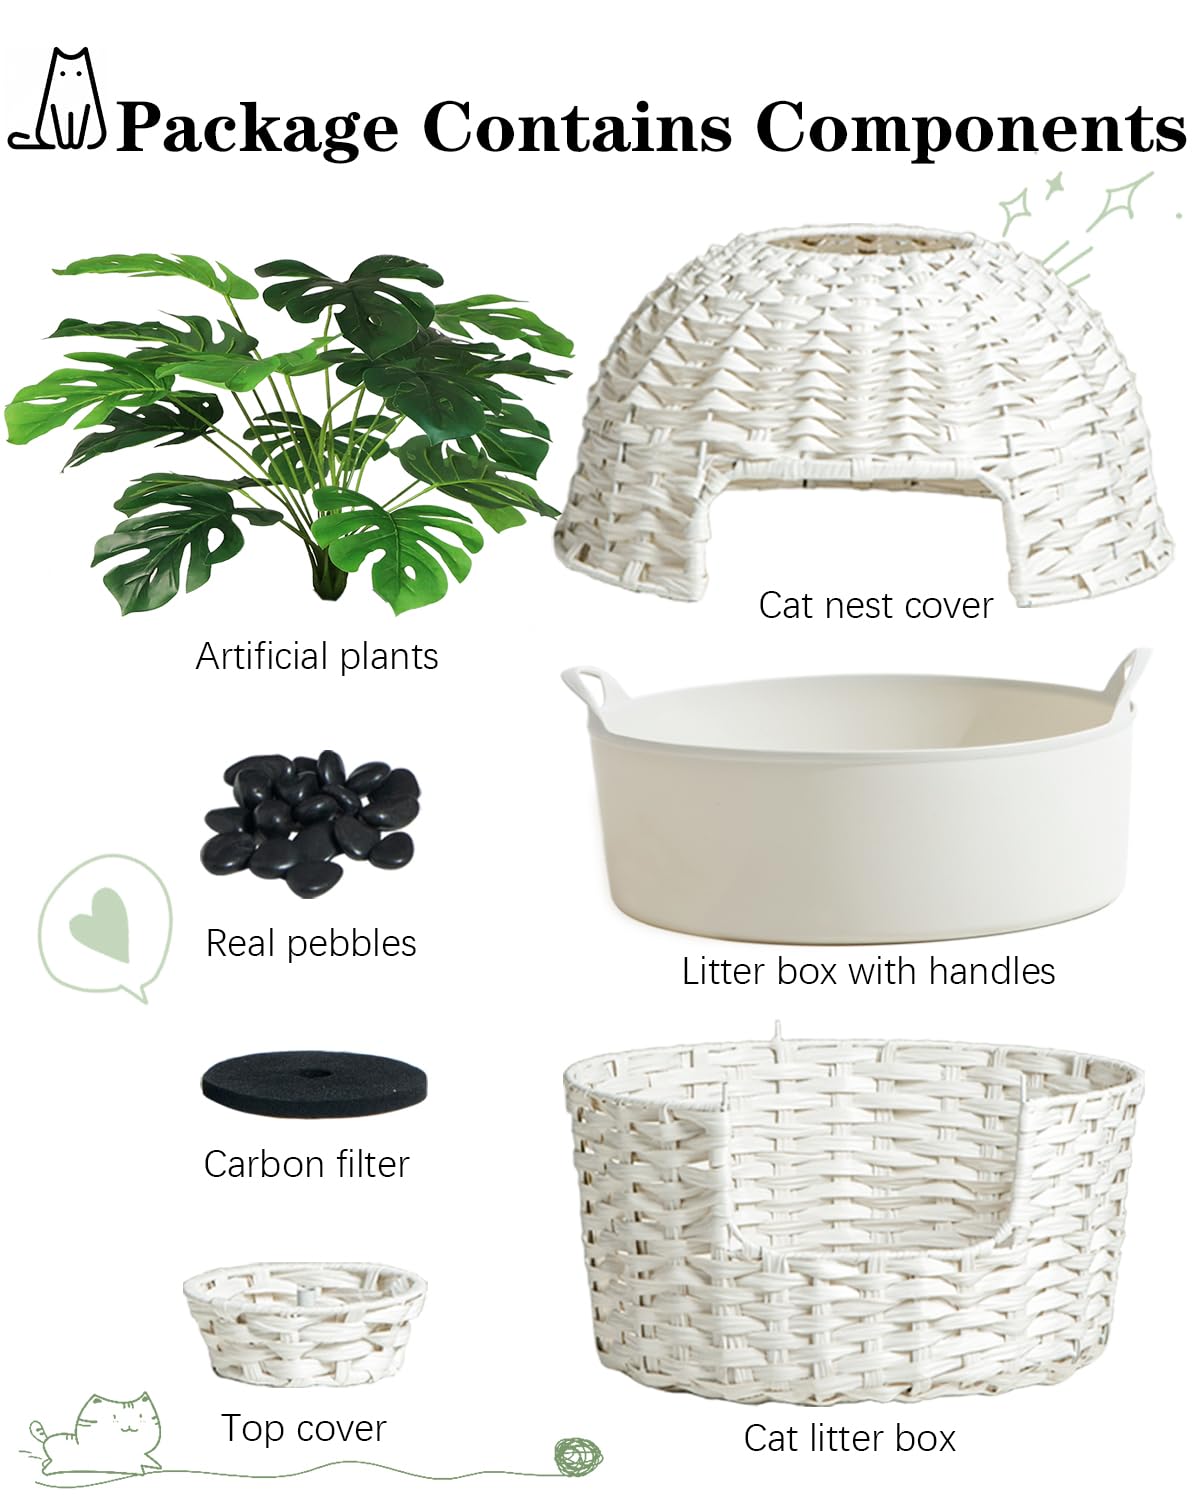 Package Contains Components
Artificial plants
Cat nest cover
Real pebbles
Litter box with handles
Carbon filter
Top cover
Cat litter box